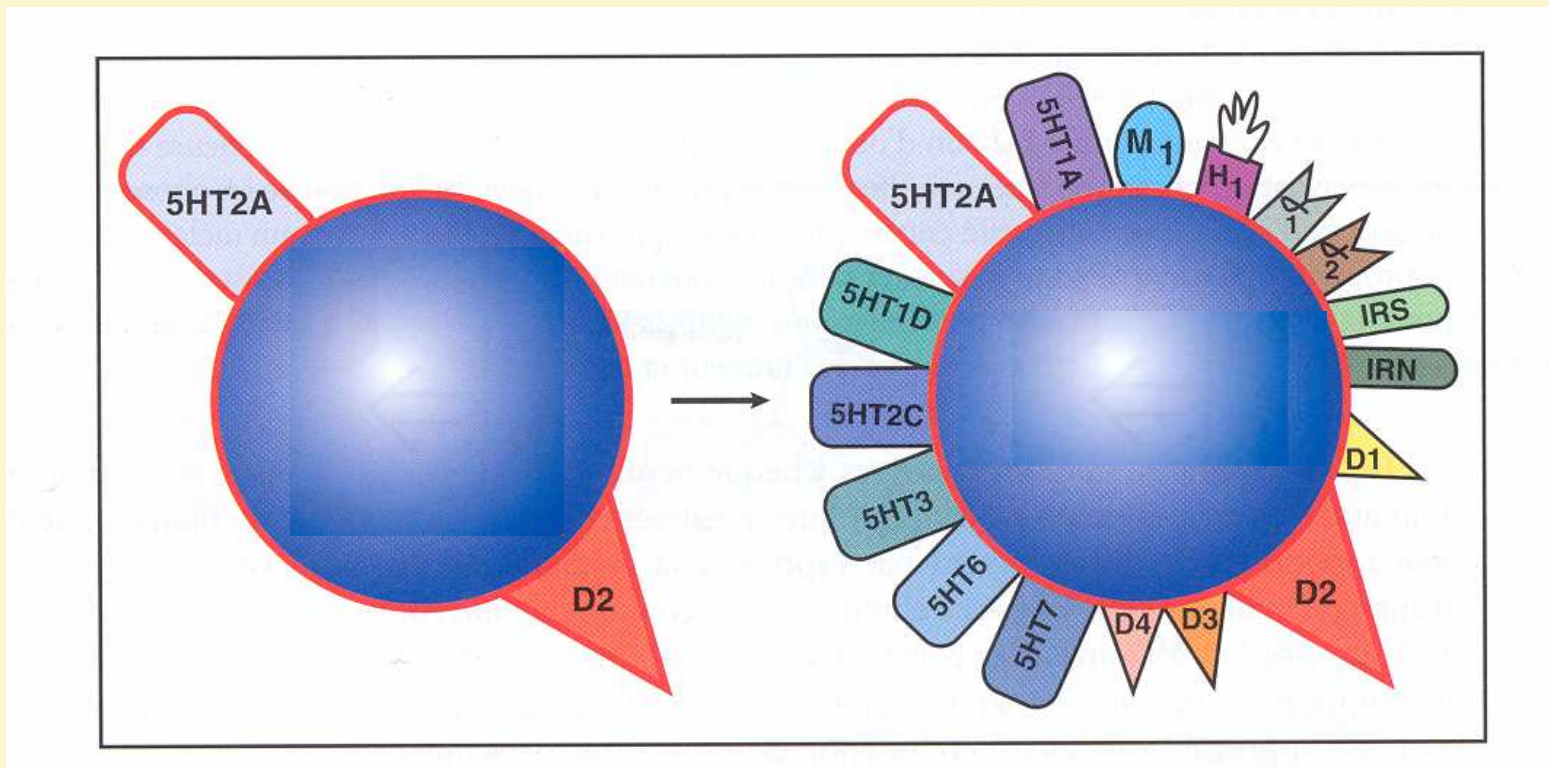 5HT2A
D2
5HT2A
5HT1A
M1
H1
α1
α2
IRS
IRN
D1
D2
D3
D4
5HT7
5HT6
5HT3
5HT2C
5HT1D